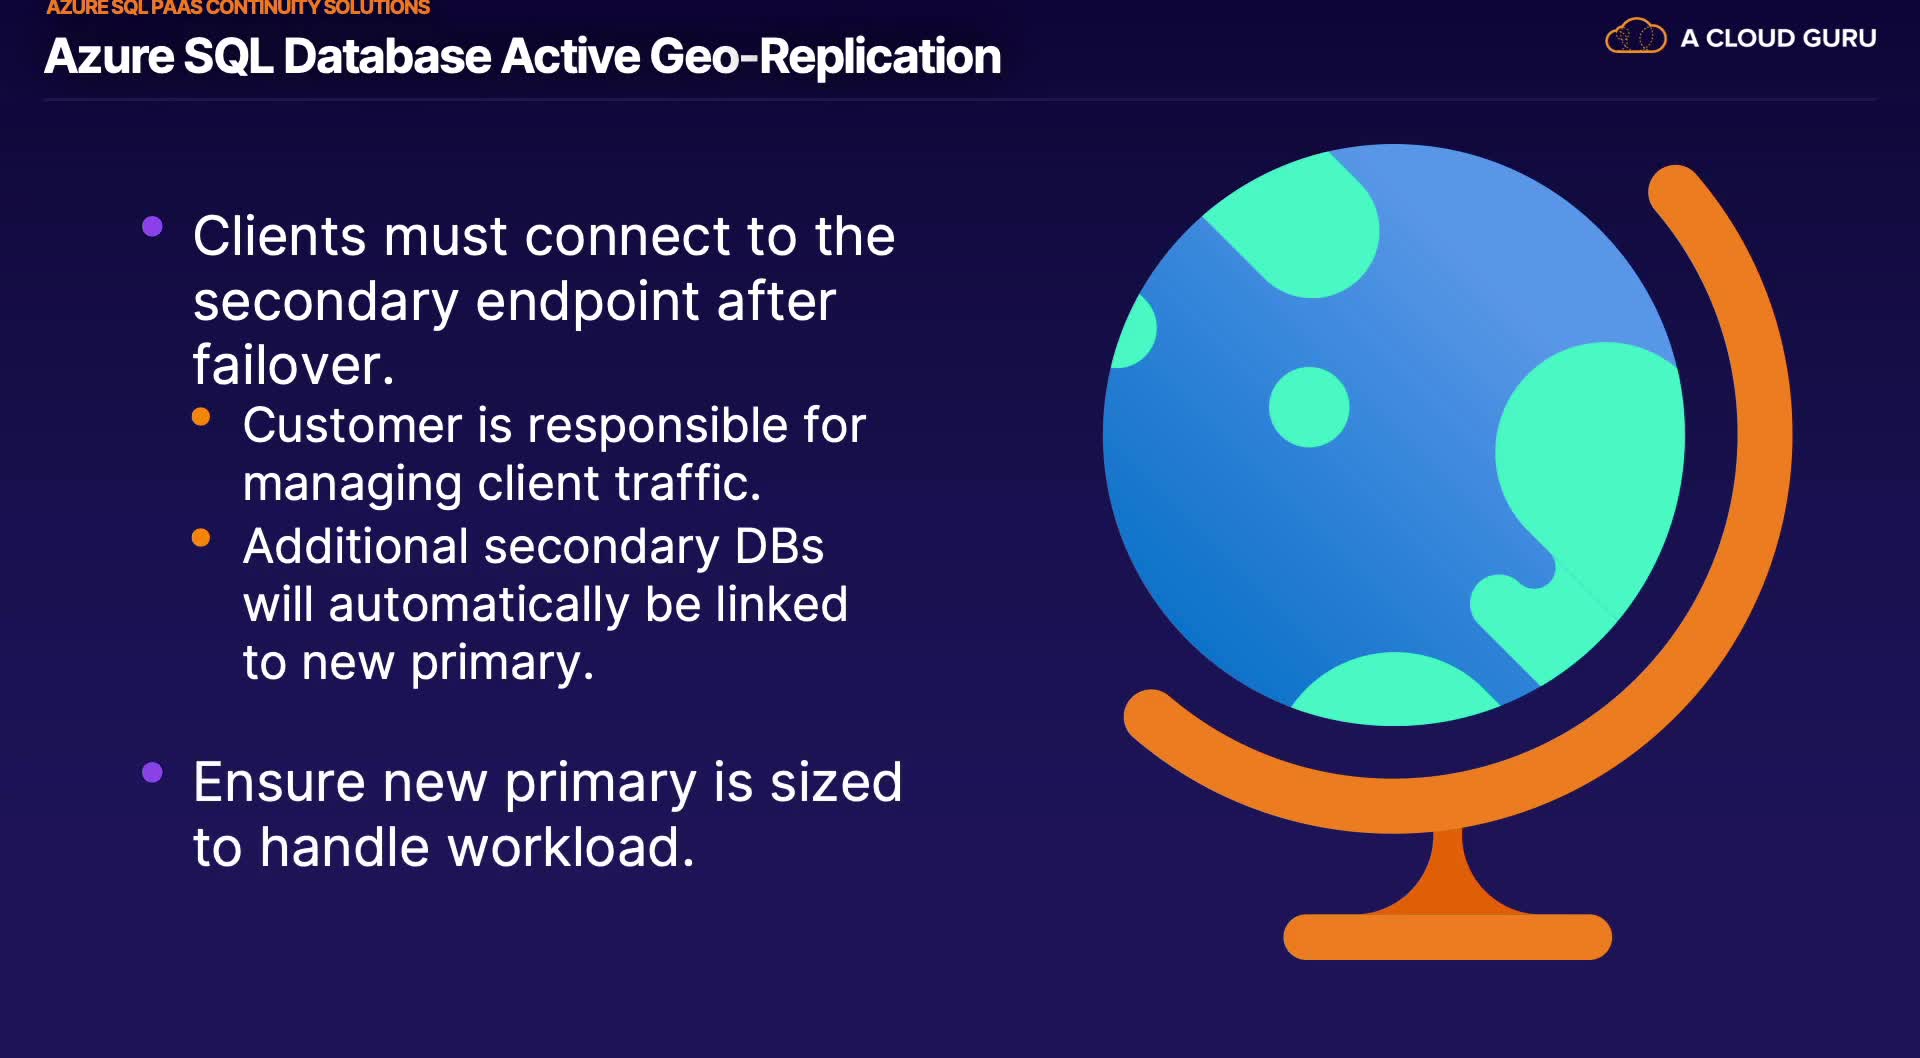 AZURE SQL PAAS CONTINUITY SOLUTIONS
Azure SQL Database Active Geo-Replication
A CLOUD GURU
Clients must connect to the
secondary endpoint after
failover.
Customer is responsible for
managing client traffic.
Additional secondary DBs
will automatically be linked
to new primary.
Ensure new primary is sized
to handle workload.